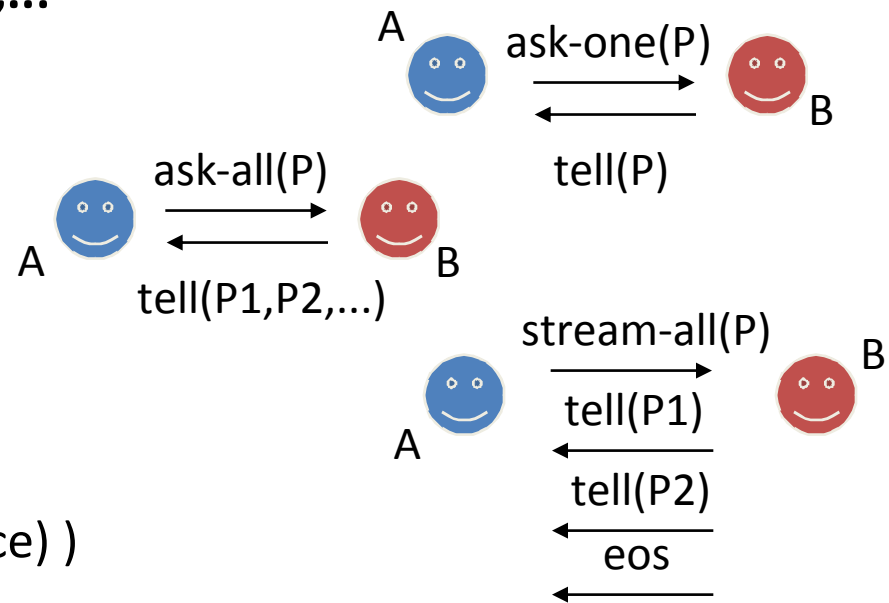 ,...
A
ask-one(P)
B
tell(P)
ask-all(P)
A
B
tell(P1,P2,...)
stream-all(P)
B
tell(P1)
A
tell(P2)
ce) )
eos